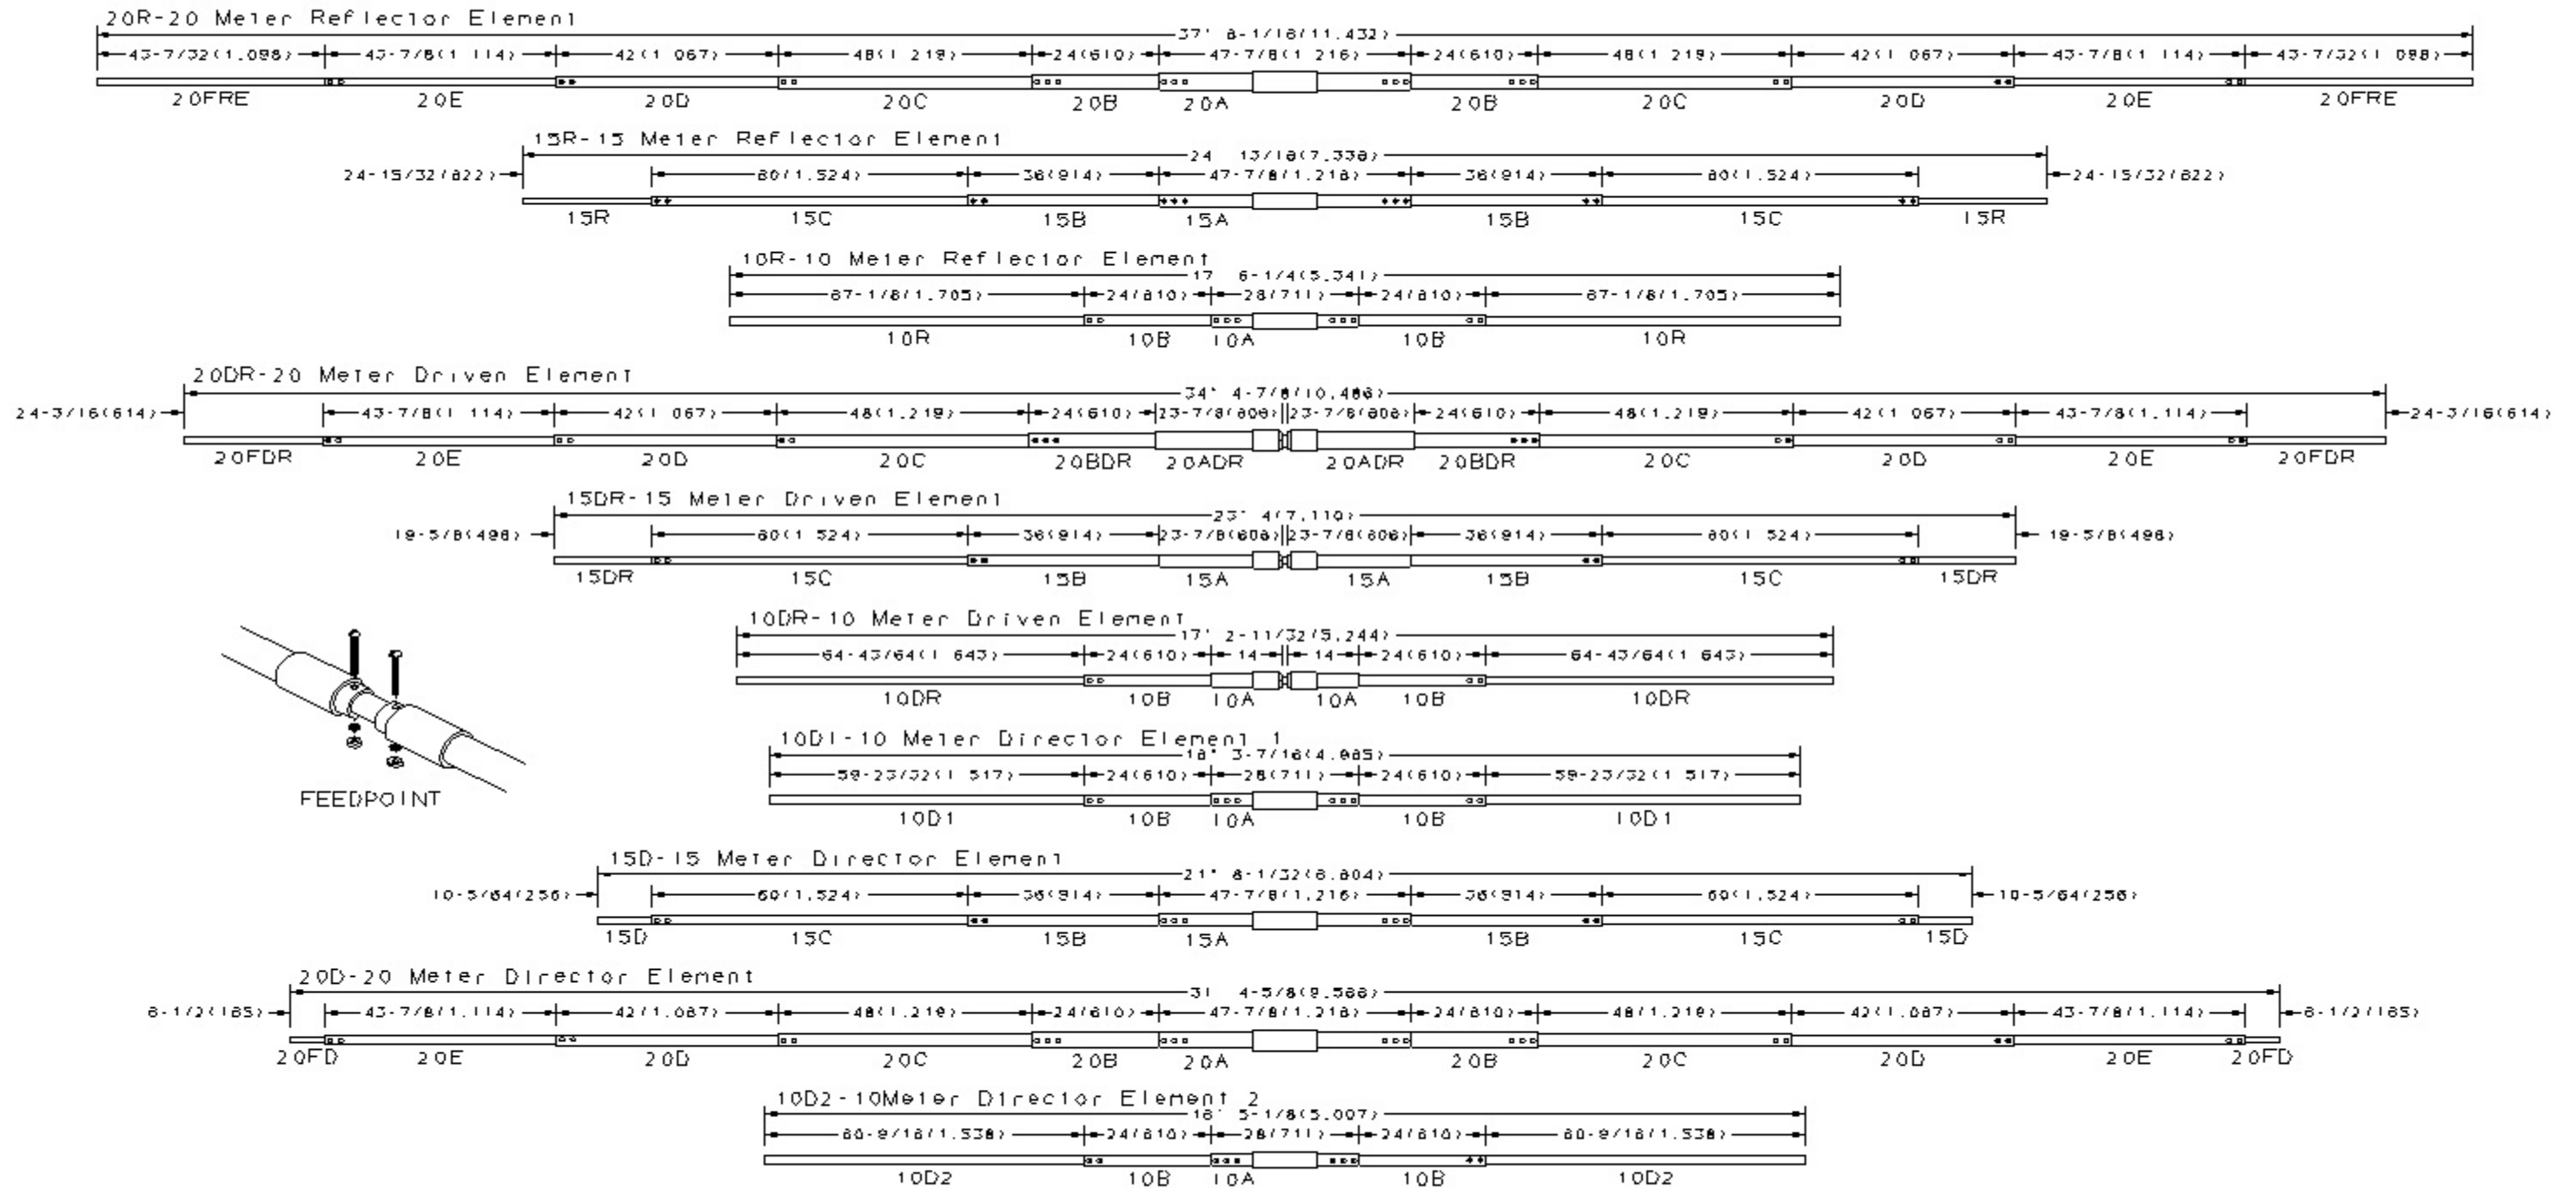 20R-20 Meter Reflector Element
37' 6-1/16(11.432)
43-7/32(1.098) 43-7/8(1.114) 42(1.067) 48(1.219) 24(610) 47-7/8(1.216) 24(610) 48(1.219) 42(1.067) 43-7/8(1.114) 43-7/32(1.098)
20FRE 20E 20D 20C 20B 20A 20B 20C 20D 20E 20FRE
15R-15 Meter Reflector Element
24 13/16(7.336)
24-15/32(622) 60(1.524) 36(914) 47-7/8(1.216) 36(914) 60(1.524) 24-15/32(622)
15R 15C 15B 15A 15B 15C 15R
10R-10 Meter Reflector Element
17 6-1/4(5.341)
67-1/8(1.705) 24(610) 28(711) 24(610) 67-1/8(1.705)
10R 10B 10A 10B 10R
20DR-20 Meter Driven Element
34' 4-7/8(10.486)
24-3/16(614) 43-7/8(1.114) 42(1.067) 48(1.219) 24(610) 23-7/8(606) 23-7/8(606) 24(610) 48(1.219) 42(1.067) 43-7/8(1.114) 24-3/16(614)
20FDR 20E 20D 20C 20BDR 20ADR 20ADR 20BDR 20C 20D 20E 20FDR
15DR-15 Meter Driven Element
23' 4(7.110)
19-5/8(498) 60(1.524) 36(914) 23-7/8(606) 23-7/8(606) 36(914) 60(1.524) 19-5/8(498)
15DR 15C 15B 15A 15A 15B 15C 15DR
10DR-10 Meter Driven Element
17' 2-11/32(5.244)
64-43/64(1.643) 24(610) 14 14 24(610) 64-43/64(1.643)
10DR 10B 10A 10A 10B 10DR
FEEDPOINT
10D1-10 Meter Director Element 1
16' 3-7/16(4.965)
59-23/32(1.517) 24(610) 28(711) 24(610) 59-23/32(1.517)
10D1 10B 10A 10B 10D1
15D-15 Meter Director Element
21' 8-1/32(6.604)
10-5/64(256) 60(1.524) 36(914) 47-7/8(1.216) 36(914) 60(1.524) 10-5/64(256)
15D 15C 15B 15A 15B 15C 15D
20D-20 Meter Director Element
31 4-5/8(9.566)
6-1/2(165) 43-7/8(1.114) 42(1.067) 48(1.219) 24(610) 47-7/8(1.216) 24(610) 48(1.219) 42(1.067) 43-7/8(1.114) 6-1/2(165)
20FD 20E 20D 20C 20B 20A 20B 20C 20D 20E 20FD
10D2-10Meter Director Element 2
16' 5-1/8(5.007)
60-9/16(1.538) 24(610) 28(711) 24(610) 60-9/16(1.538)
10D2 10B 10A 10B 10D2